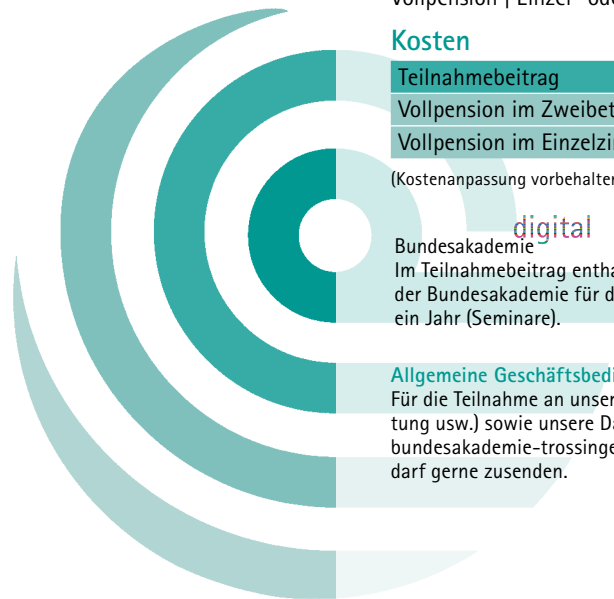 Vollpension | Einzel- ode
Kosten
Teilnahmebeitrag
Vollpension im Zweibet
Vollpension im Einzelzi
(Kostenanpassung vorbehalten
digital
Bundesakademie
Im Teilnahmebeitrag entha
der Bundesakademie für d
ein Jahr (Seminare).
Allgemeine Geschäftsbedi
Für die Teilnahme an unser
tung usw.) sowie unsere Da
bundesakademie-trossinge
darf gerne zusenden.